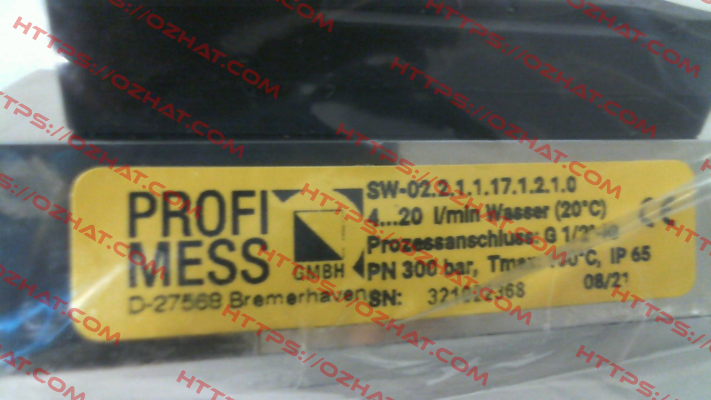 PROFI
MESS
GMBH
D-27568 Bremerhaven
SW-02.2.1.1.17.1.2.1.0
4...20 l/min Wasser (20°C)
Prozessanschluss: G 1/2"
PN 300 bar, IP 65
SN:
08/21
CE
HTTPS://OZHAT.COM